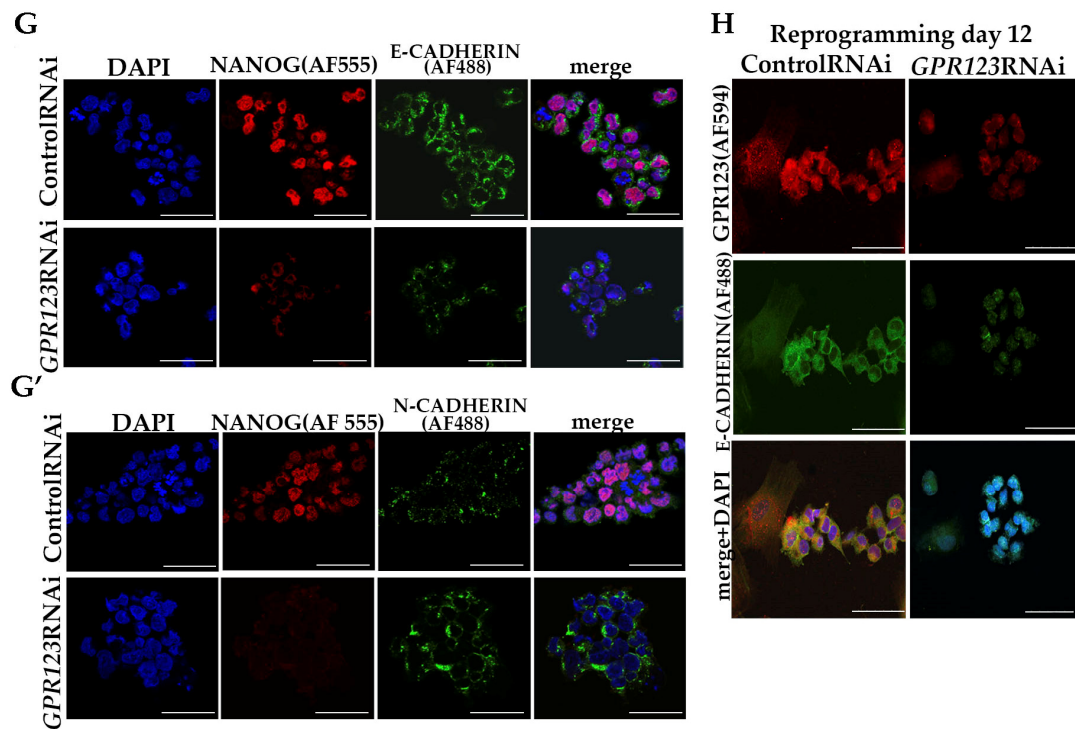 G
DAPI NANOG(AF555) E-CADHERIN (AF488) merge
ControlRNAi
GPR123RNAi
G′
DAPI NANOG(AF 555) N-CADHERIN (AF488) merge
ControlRNAi
GPR123RNAi
H
Reprogramming day 12
ControlRNAi GPR123RNAi
GPR123(AF594)
E-CADHERIN(AF488)
merge+DAPI